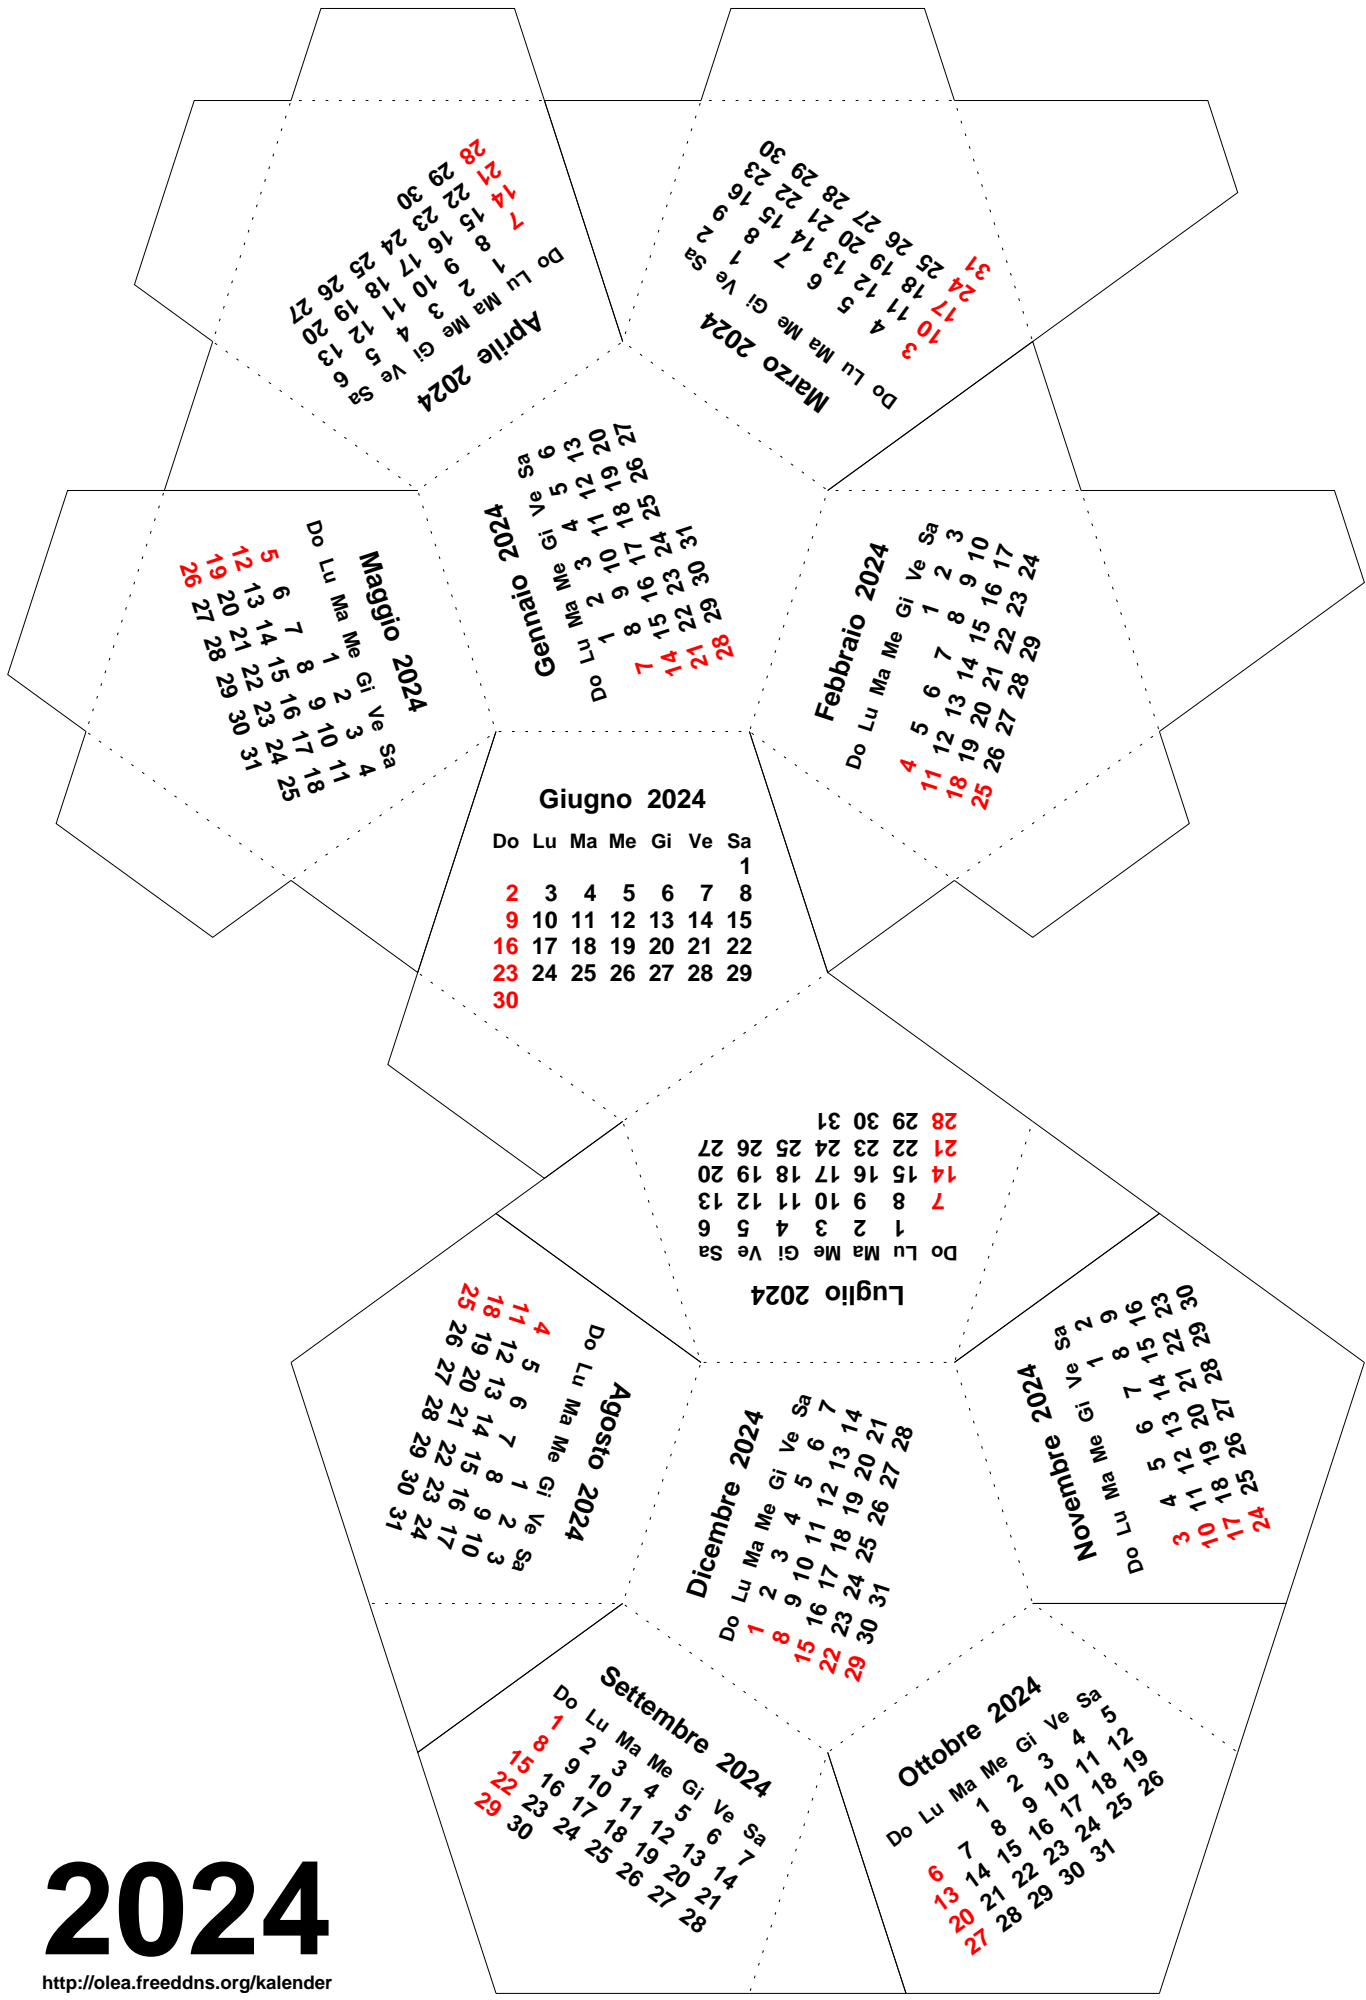 Aprile 2024
Do Lu Ma Me Gi Ve Sa
1 2 3 4 5 6
7 8 9 10 11 12 13
14 15 16 17 18 19 20
21 22 23 24 25 26 27
28 29 30
Marzo 2024
Do Lu Ma Me Gi Ve Sa
1 2
3 4 5 6 7 8 9
10 11 12 13 14 15 16
17 18 19 20 21 22 23
24 25 26 27 28 29 30
31
Gennaio 2024
Do Lu Ma Me Gi Ve Sa
1 2 3 4 5 6
7 8 9 10 11 12 13
14 15 16 17 18 19 20
21 22 23 24 25 26 27
28 29 30 31
Maggio 2024
Do Lu Ma Me Gi Ve Sa
1 2 3 4
5 6 7 8 9 10 11
12 13 14 15 16 17 18
19 20 21 22 23 24 25
26 27 28 29 30 31
Febbraio 2024
Do Lu Ma Me Gi Ve Sa
1 2 3
4 5 6 7 8 9 10
11 12 13 14 15 16 17
18 19 20 21 22 23 24
25 26 27 28 29
Giugno 2024
Do Lu Ma Me Gi Ve Sa
1
2 3 4 5 6 7 8
9 10 11 12 13 14 15
16 17 18 19 20 21 22
23 24 25 26 27 28 29
30
Luglio 2024
Do Lu Ma Me Gi Ve Sa
1 2 3 4 5 6
7 8 9 10 11 12 13
14 15 16 17 18 19 20
21 22 23 24 25 26 27
28 29 30 31
Agosto 2024
Do Lu Ma Me Gi Ve Sa
1 2 3
4 5 6 7 8 9 10
11 12 13 14 15 16 17
18 19 20 21 22 23 24
25 26 27 28 29 30 31
Dicembre 2024
Do Lu Ma Me Gi Ve Sa
1 2 3 4 5 6 7
8 9 10 11 12 13 14
15 16 17 18 19 20 21
22 23 24 25 26 27 28
29 30 31
Novembre 2024
Do Lu Ma Me Gi Ve Sa
1 2
3 4 5 6 7 8 9
10 11 12 13 14 15 16
17 18 19 20 21 22 23
24 25 26 27 28 29 30
Settembre 2024
Do Lu Ma Me Gi Ve Sa
1 2 3 4 5 6 7
8 9 10 11 12 13 14
15 16 17 18 19 20 21
22 23 24 25 26 27 28
29 30
Ottobre 2024
Do Lu Ma Me Gi Ve Sa
1 2 3 4 5
6 7 8 9 10 11 12
13 14 15 16 17 18 19
20 21 22 23 24 25 26
27 28 29 30 31
2024
http://olea.freeddns.org/kalender